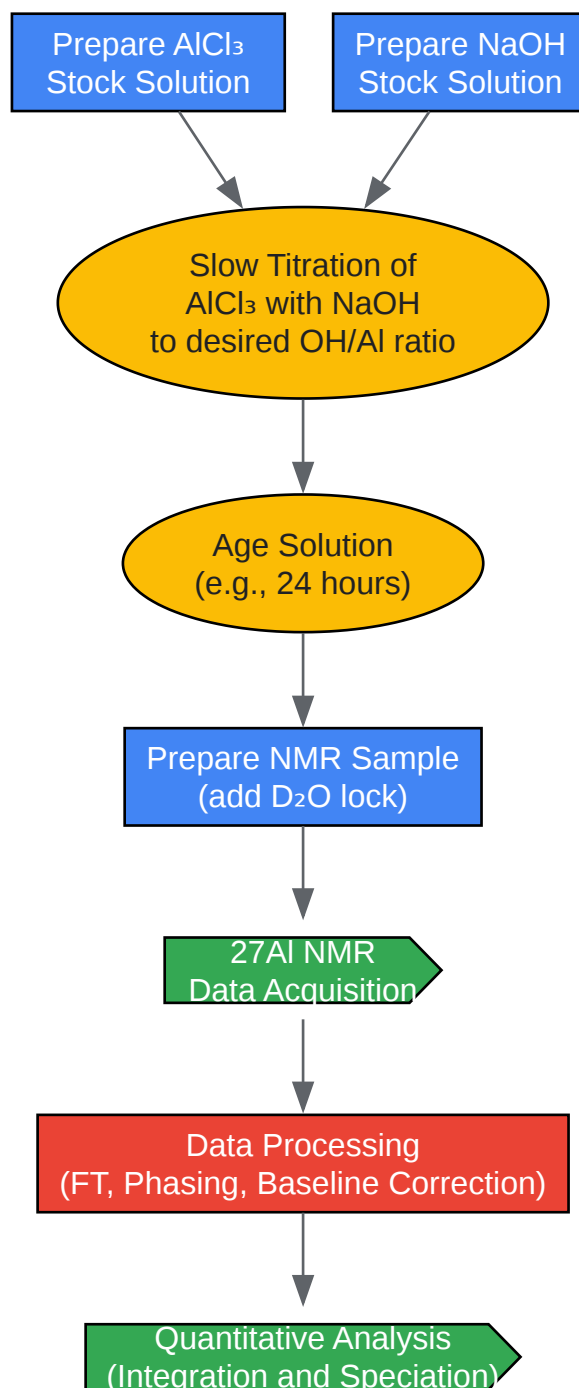 Prepare AlCl₃
Stock Solution
Prepare NaOH
Stock Solution
Slow Titration of
AlCl₃ with NaOH
to desired OH/Al ratio
Age Solution
(e.g., 24 hours)
Prepare NMR Sample
(add D₂O lock)
27Al NMR
Data Acquisition
Data Processing
(FT, Phasing, Baseline Correction)
Quantitative Analysis
(Integration and Speciation)